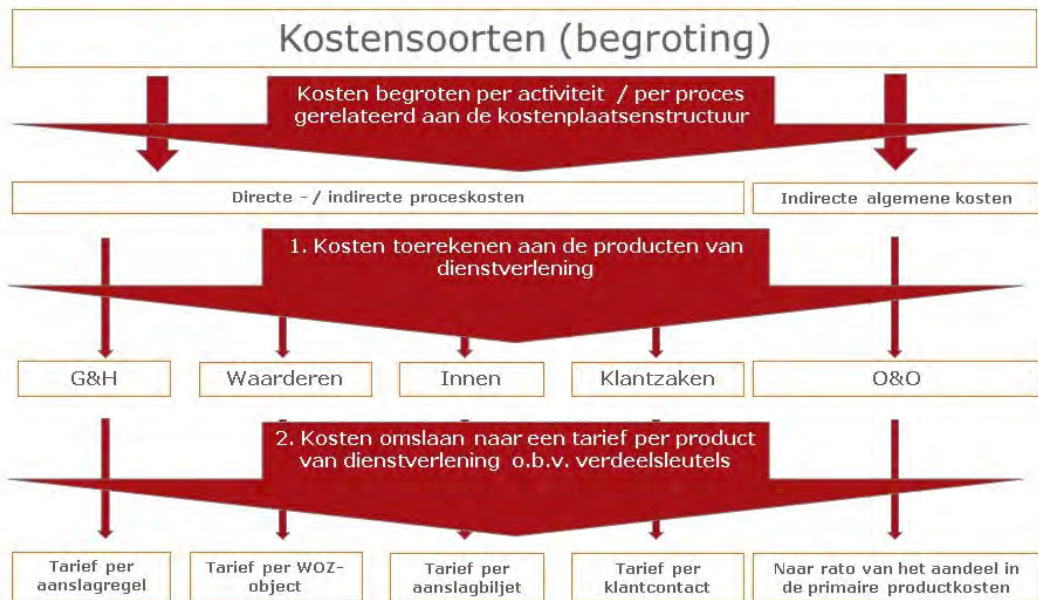 Kostensoorten (begroting)
Kosten begroten per activiteit / per proces
gerelateerd aan de kostenplaatsenstructuur
Directe - / indirecte proceskosten
Indirecte algemene kosten
1. Kosten toerekenen aan de producten van
dienstverlening
G&H
Waarderen
Innen
Klantzaken
O&O
2. Kosten omslaan naar een tarief per product
van dienstverlening o.b.v. verdeelsleutels
Tarief per
aanslagregel
Tarief per WOZ-
object
Tarief per
aanslagbiljet
Tarief per
klantcontact
Naar rato van het aandeel in
de primaire productkosten